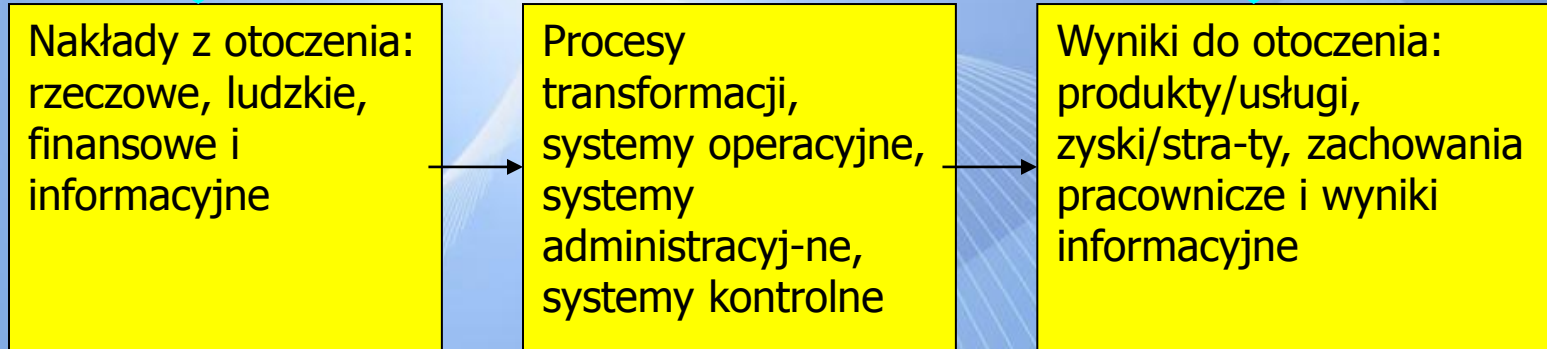 Nakłady z otoczenia:
rzeczowe, ludzkie,
finansowe i
informacyjne
Procesy
transformacji,
systemy operacyjne,
systemy
administracyj-ne,
systemy kontrolne
Wyniki do otoczenia:
produkty/usługi,
zyski/stra-ty, zachowania
pracownicze i wyniki
informacyjne